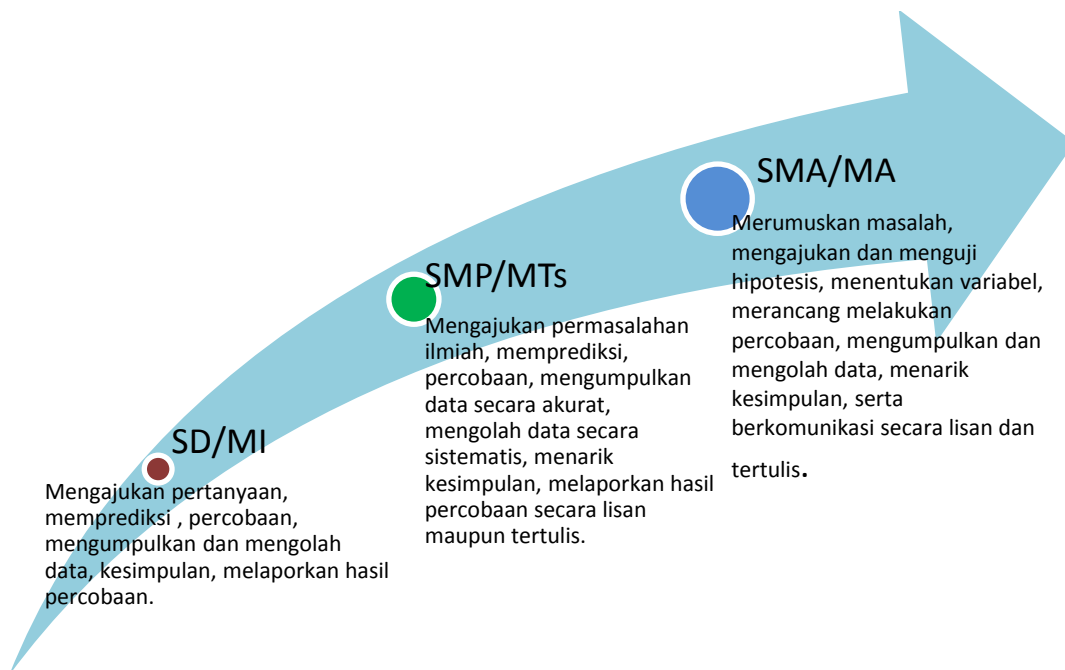 SD/MI
Mengajukan pertanyaan,
memprediksi , percobaan,
mengumpulkan dan mengolah
data, kesimpulan, melaporkan hasil
percobaan.
SMP/MTs
Mengajukan permasalahan
ilmiah, memprediksi,
percobaan, mengumpulkan
data secara akurat,
mengolah data secara
sistematis, menarik
kesimpulan, melaporkan hasil
percobaan secara lisan
maupun tertulis.
SMA/MA
Merumuskan masalah,
mengajukan dan menguji
hipotesis, menentukan variabel,
merancang melakukan
percobaan, mengumpulkan dan
mengolah data, menarik
kesimpulan, serta
berkomunikasi secara lisan dan
tertulis.